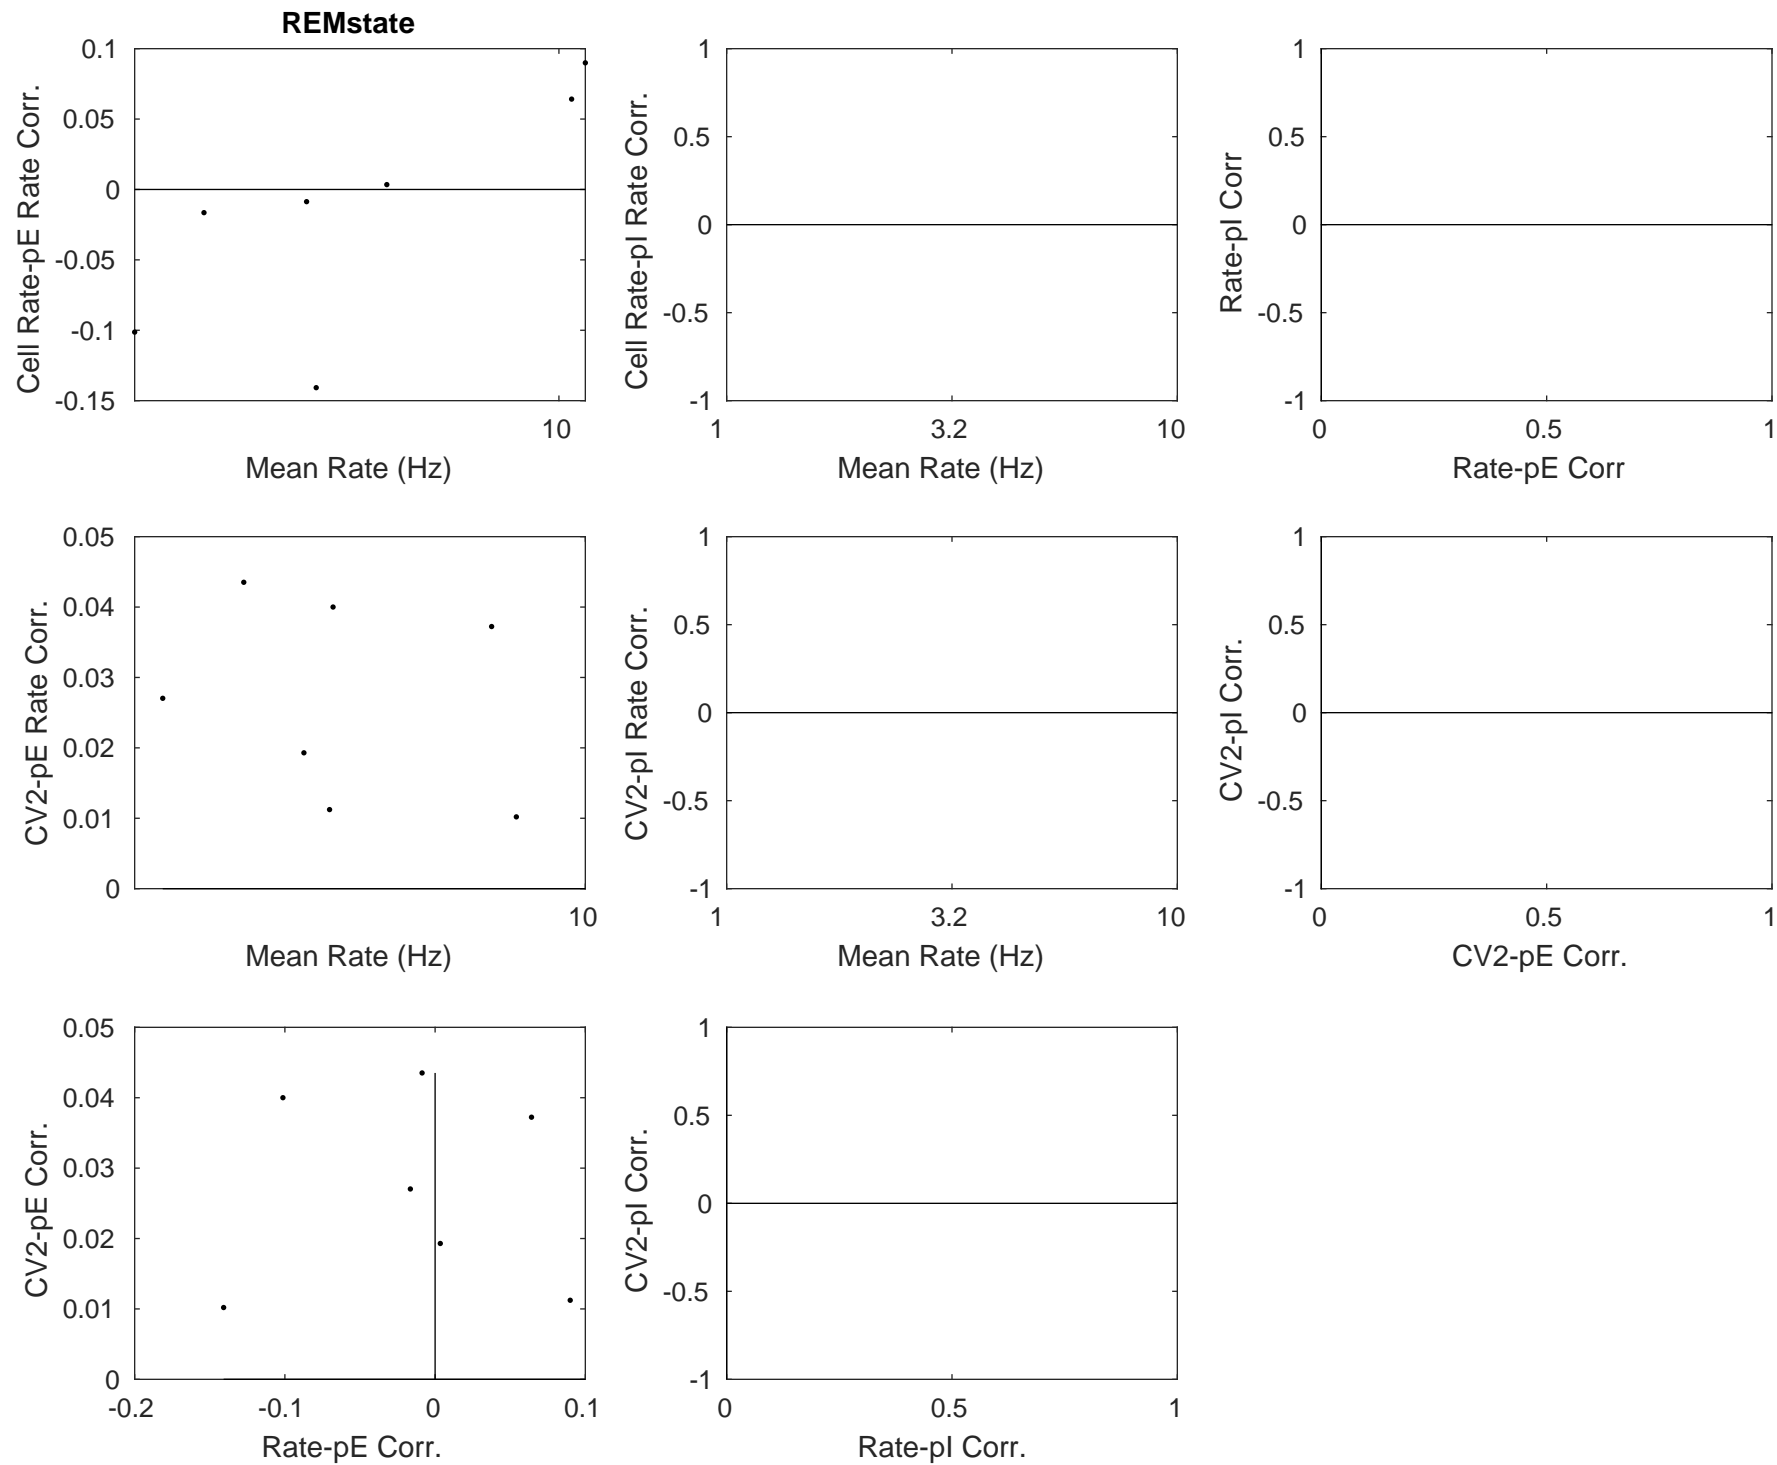 REMstate
0.1
0.05
0
-0.05
-0.1
-0.15
10
Cell Rate-pE Rate Corr.
Mean Rate (Hz)
1
0.5
0
-0.5
-1
1 3.2 10
Cell Rate-pI Rate Corr.
Mean Rate (Hz)
1
0.5
0
-0.5
-1
0 0.5 1
Rate-pI Corr
Rate-pE Corr
0.05
0.04
0.03
0.02
0.01
0
10
CV2-pE Rate Corr.
Mean Rate (Hz)
1
0.5
0
-0.5
-1
1 3.2 10
CV2-pI Rate Corr.
Mean Rate (Hz)
1
0.5
0
-0.5
-1
0 0.5 1
CV2-pI Corr.
CV2-pE Corr.
0.05
0.04
0.03
0.02
0.01
0
-0.2 -0.1 0 0.1
CV2-pE Corr.
Rate-pE Corr.
1
0.5
0
-0.5
-1
0 0.5 1
CV2-pI Corr.
Rate-pI Corr.